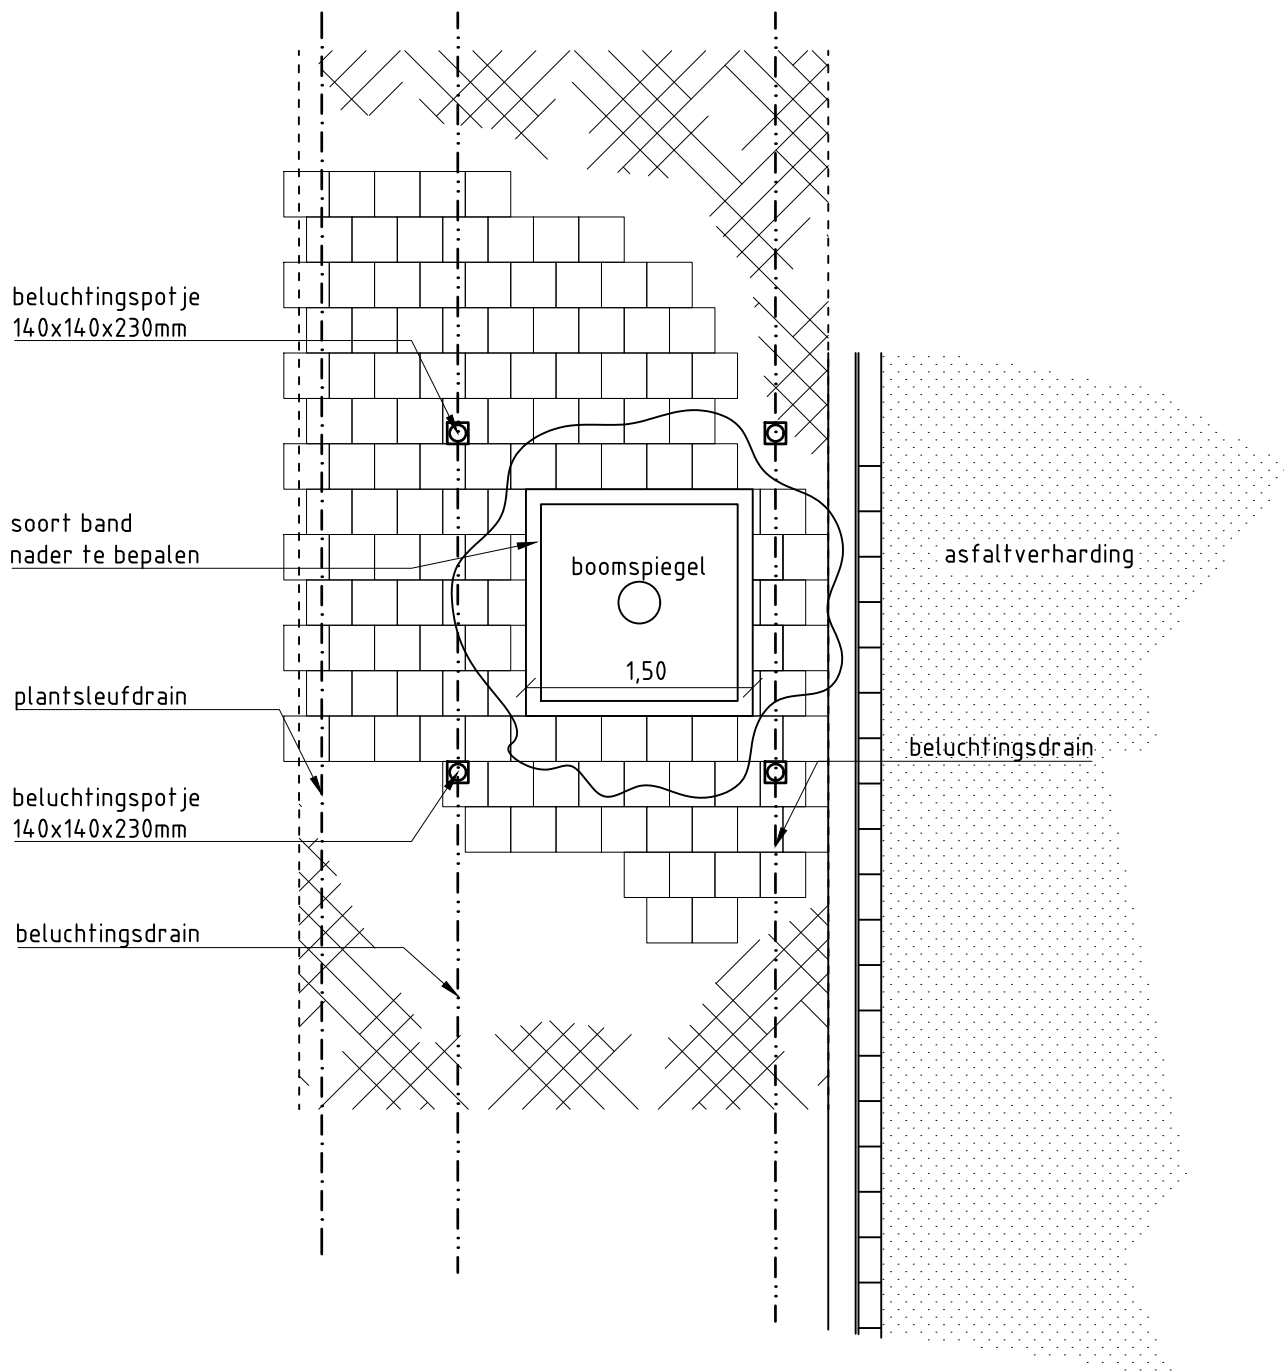 beluchtingspotje
140x140x230mm
soort band
nader te bepalen
boomspiegel
asfaltverharding
1,50
plantsleufdrain
beluchtingsdrain
beluchtingspotje
140x140x230mm
beluchtingsdrain